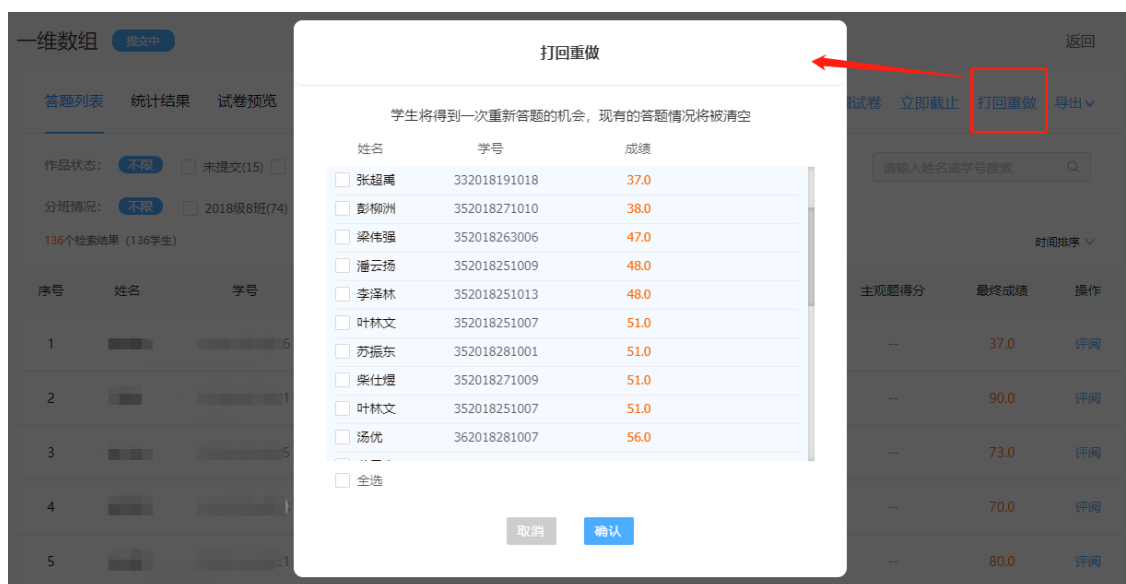 一维数组 提交中 返回
打回重做
答题列表 统计结果 试卷预览 试卷 立即截止 打回重做 导出
学生将得到一次重新答题的机会，现有的答题情况将被清空
姓名 学号 成绩
作品状态： 不限 未提交(15) 请输入姓名或学号搜索
张超禹 332018191018 37.0
彭柳洲 352018271010 38.0
分班情况： 不限 2018级8班(74)
梁伟强 352018263006 47.0
136个检索结果（136学生） 时间排序
潘云扬 352018251009 48.0
序号 姓名 学号 主观题得分 最终成绩 操作
李泽林 352018251013 48.0
叶林文 352018251007 51.0
1 6 -- 37.0 评阅
苏振东 352018281001 51.0
柴仕煜 352018271009 51.0
2 1 -- 90.0 评阅
叶林文 352018251007 51.0
汤优 362018281007 56.0
3 5 -- 73.0 评阅
全选
4 -- 70.0 评阅
取消 确认
5 1 -- 80.0 评阅